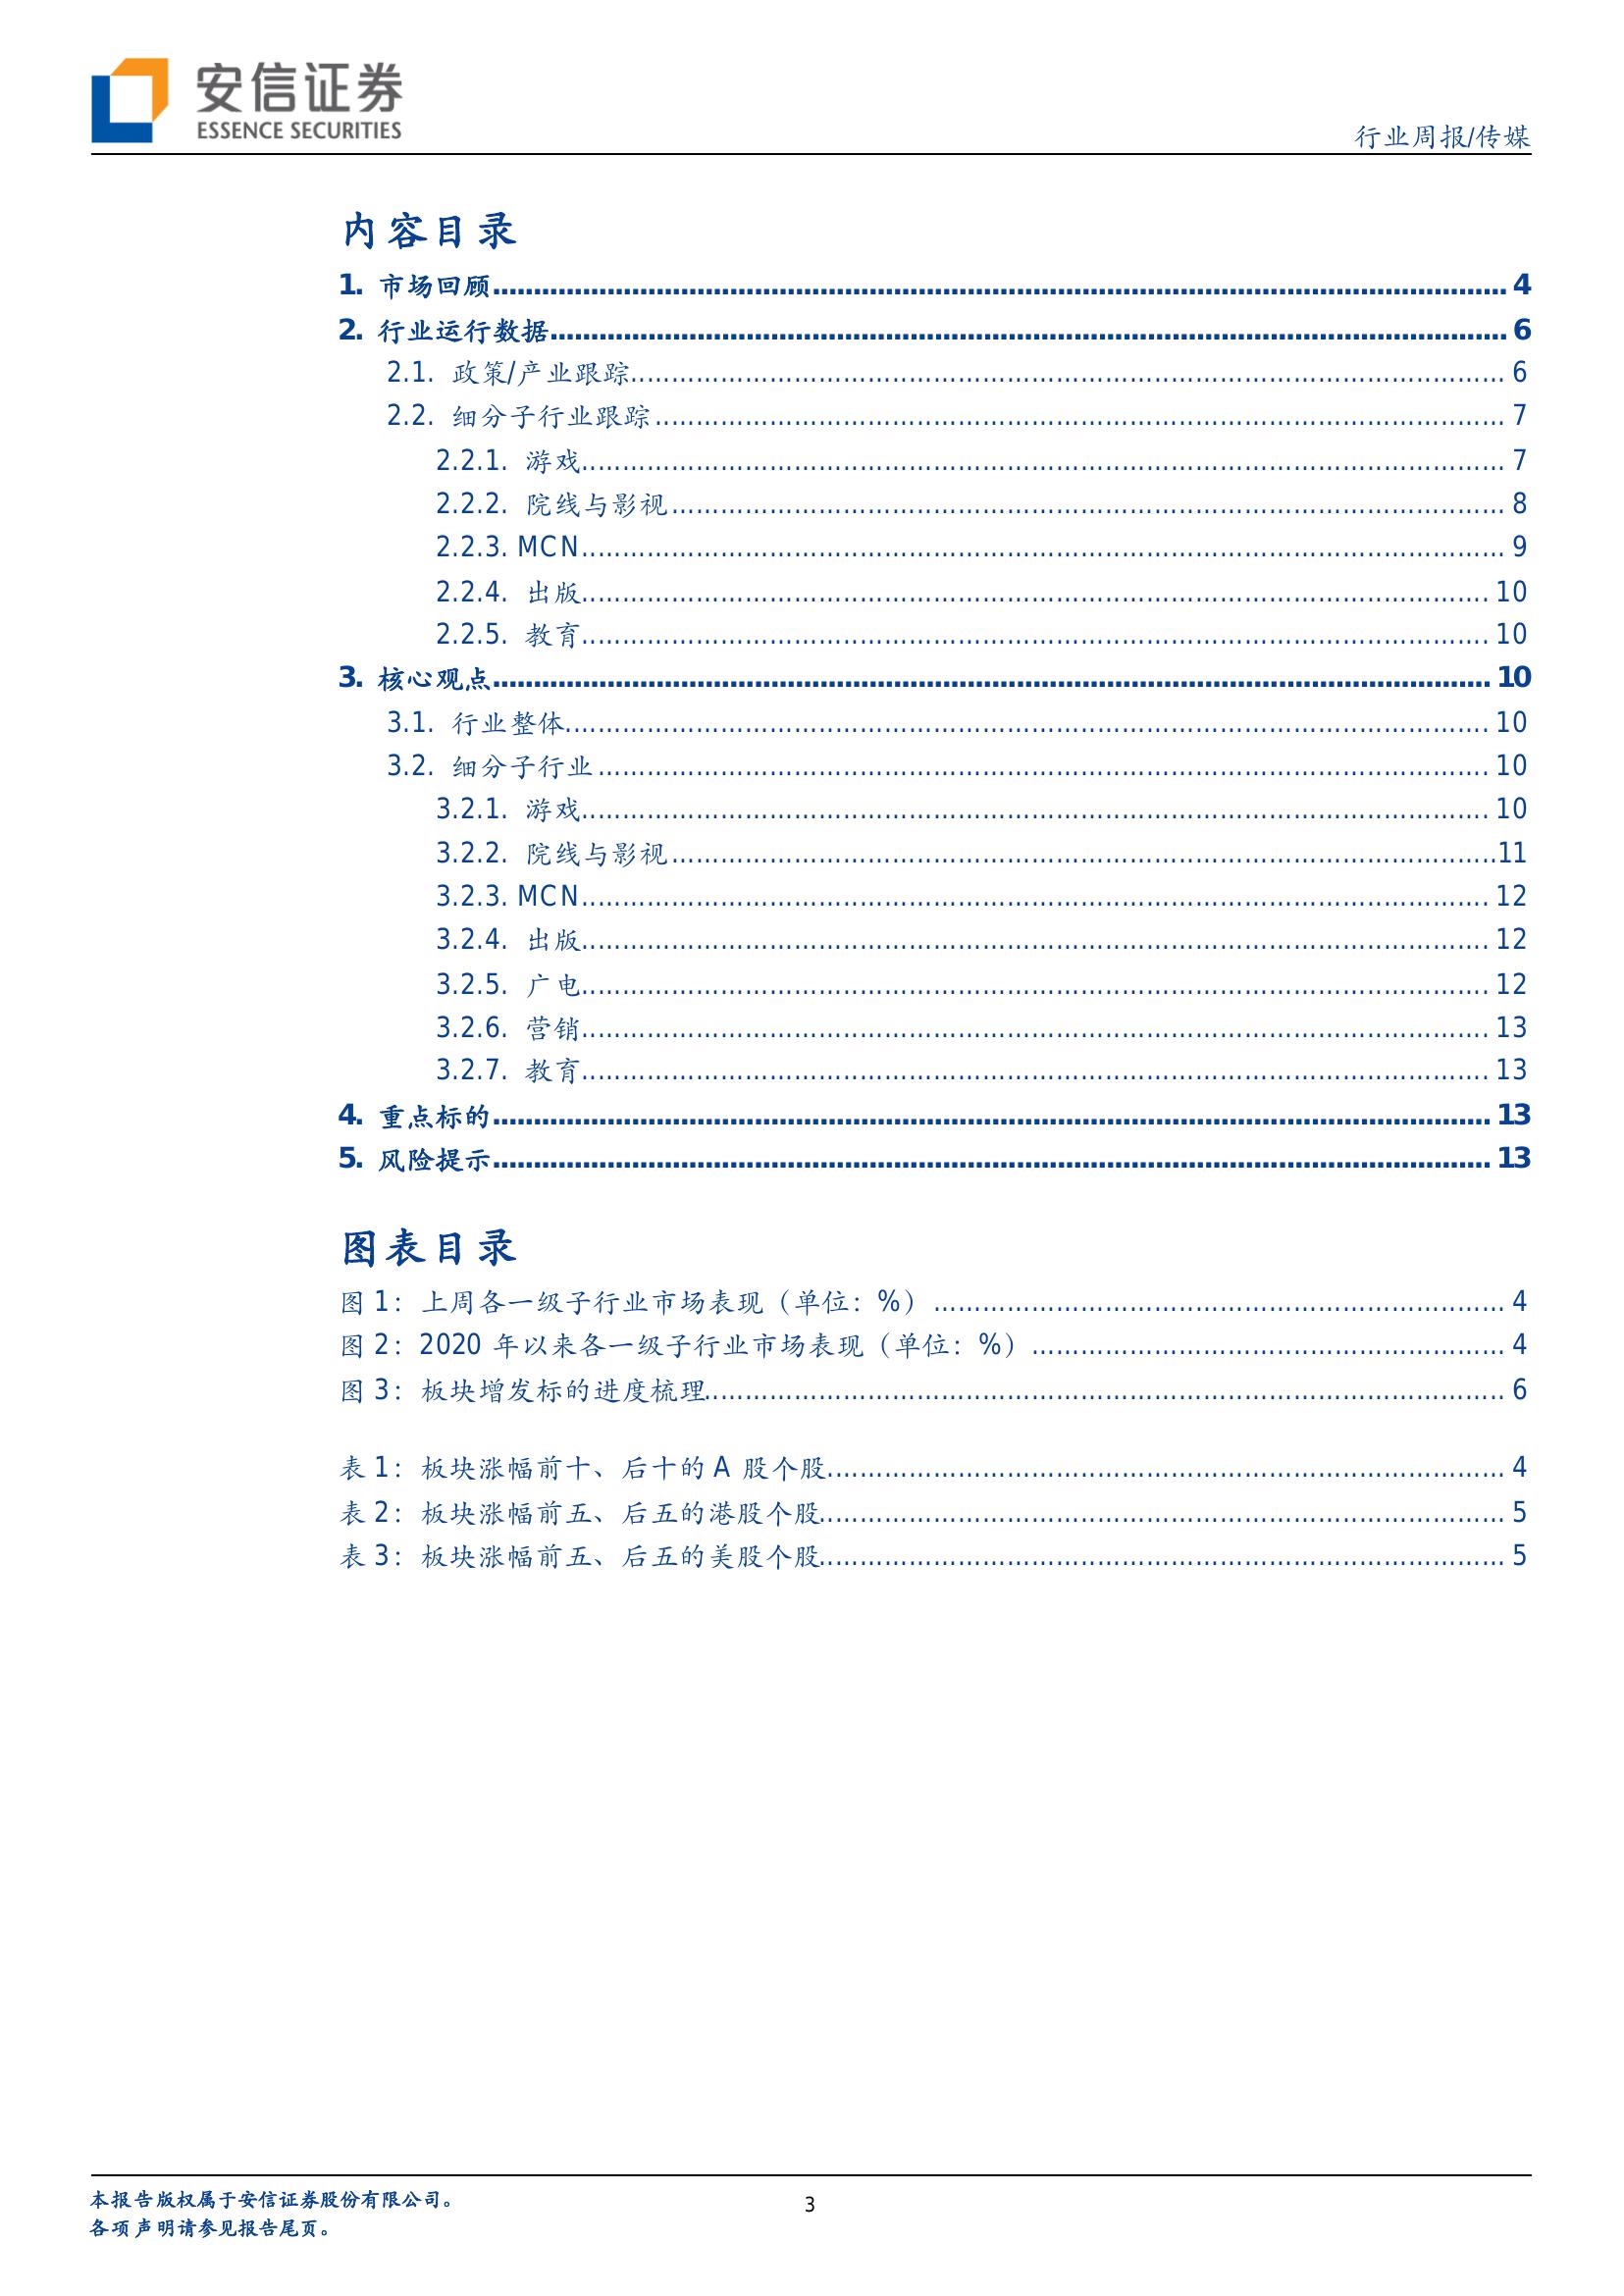 安信证券
ESSENCE SECURITIES
行业周报/传媒
内容目录
1. 市场回顾 4
2. 行业运行数据 6
2.1. 政策/产业跟踪 6
2.2. 细分子行业跟踪 7
2.2.1. 游戏 7
2.2.2. 院线与影视 8
2.2.3. MCN 9
2.2.4. 出版 10
2.2.5. 教育 10
3. 核心观点 10
3.1. 行业整体 10
3.2. 细分子行业 10
3.2.1. 游戏 10
3.2.2. 院线与影视 11
3.2.3. MCN 12
3.2.4. 出版 12
3.2.5. 广电 12
3.2.6. 营销 13
3.2.7. 教育 13
4. 重点标的 13
5. 风险提示 13
图表目录
图 1：上周各一级子行业市场表现（单位：%） 4
图 2：2020 年以来各一级子行业市场表现（单位：%） 4
图 3：板块增发标的进度梳理 6
表 1：板块涨幅前十、后十的 A 股个股 4
表 2：板块涨幅前五、后五的港股个股 5
表 3：板块涨幅前五、后五的美股个股 5
本报告版权属于安信证券股份有限公司。
3
各项声明请参见报告尾页。